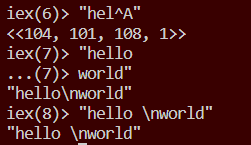 iex(6)> "hel^A"
<<104, 101, 108, 1>>
iex(7)> "hello
...(7)> world"
"hello\nworld"
iex(8)> "hello \nworld"
"hello \nworld"